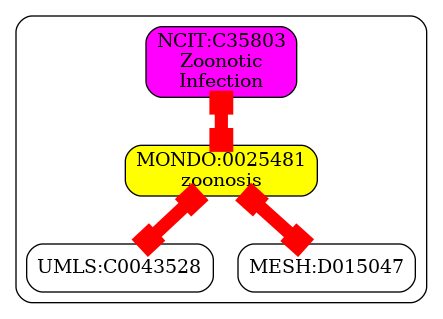 NCIT:C35803
Zoonotic
Infection
MONDO:0025481
zoonosis
UMLS:C0043528
MESH:D015047